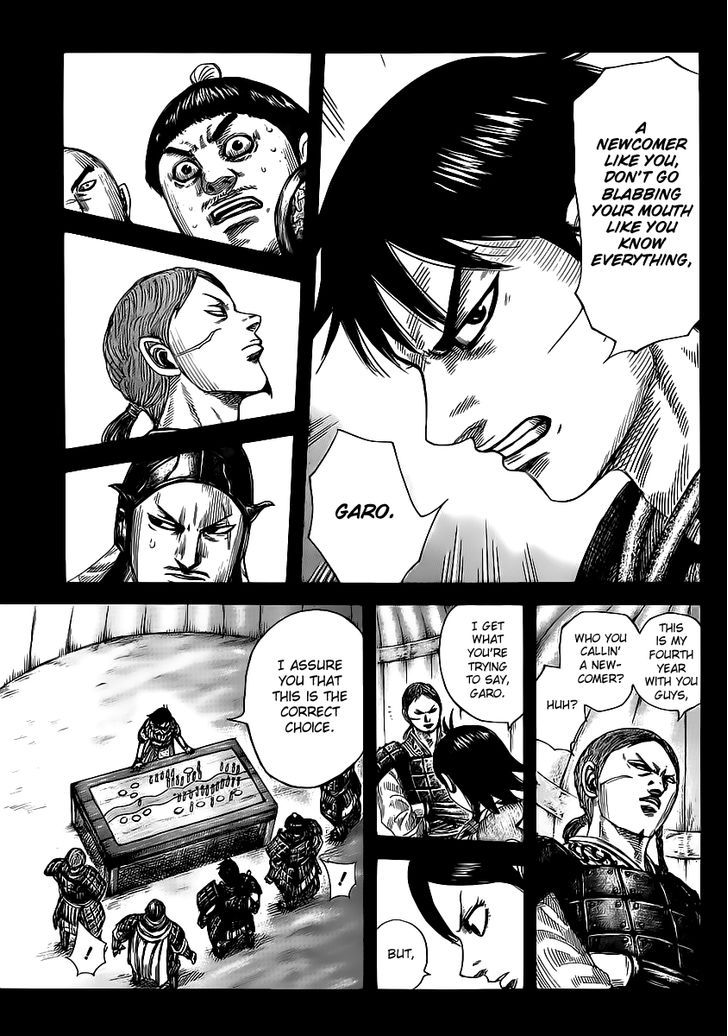 A
NEWCOMER
LIKE YOU,
DON'T GO
BLABBING
YOUR MOUTH
LIKE YOU
KNOW
EVERYTHING,
GARO.
THIS
IS MY
FOURTH
YEAR
WITH YOU
GUYS,
WHO YOU
CALLIN'
A NEW-
COMER?
HUH?
I GET
WHAT
YOU'RE
TRYING
TO SAY,
GARO.
BUT,
I ASSURE
YOU THAT
THIS IS THE
CORRECT
CHOICE.
!
!